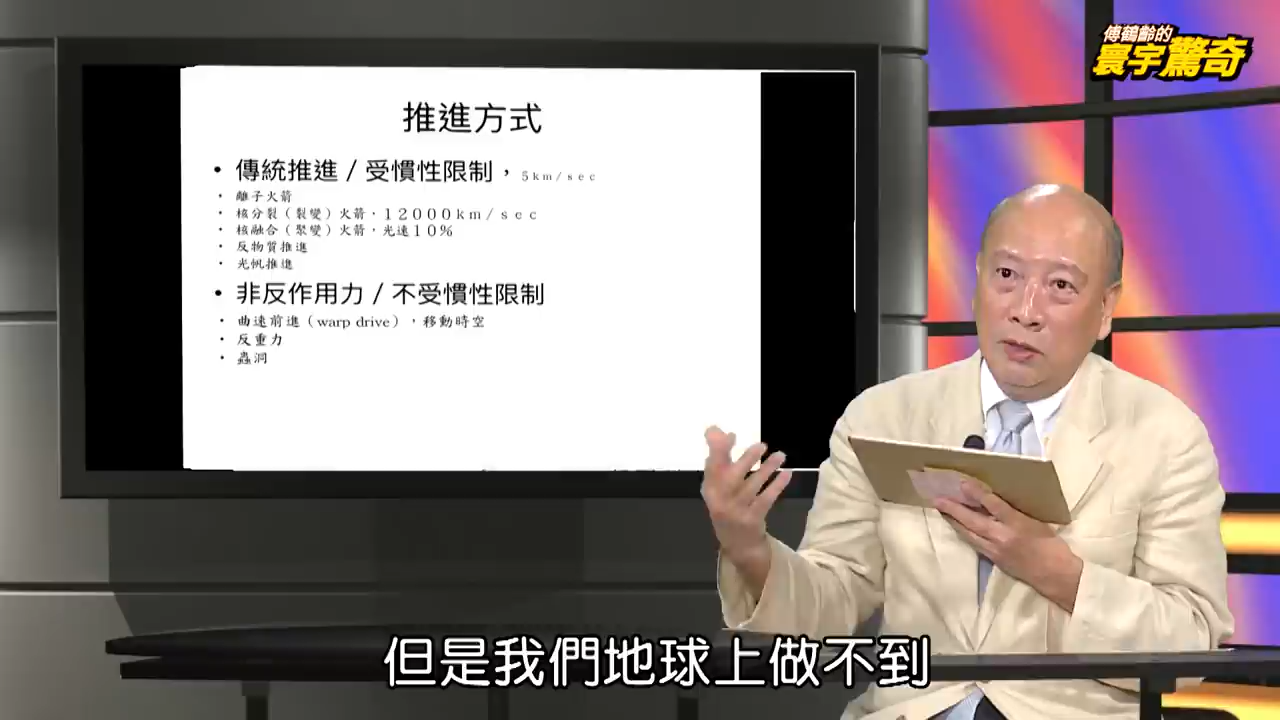 傅鶴齡的
寰宇驚奇
推進方式
• 傳統推進 / 受慣性限制，5km/sec
• 離子火箭
• 核分裂（裂變）火箭，12000km/sec
• 核融合（聚變）火箭，光速10%
• 反物質推進
• 光帆推進
• 非反作用力 / 不受慣性限制
• 曲速前進（warp drive），移動時空
• 反重力
• 蟲洞
但是我們地球上做不到